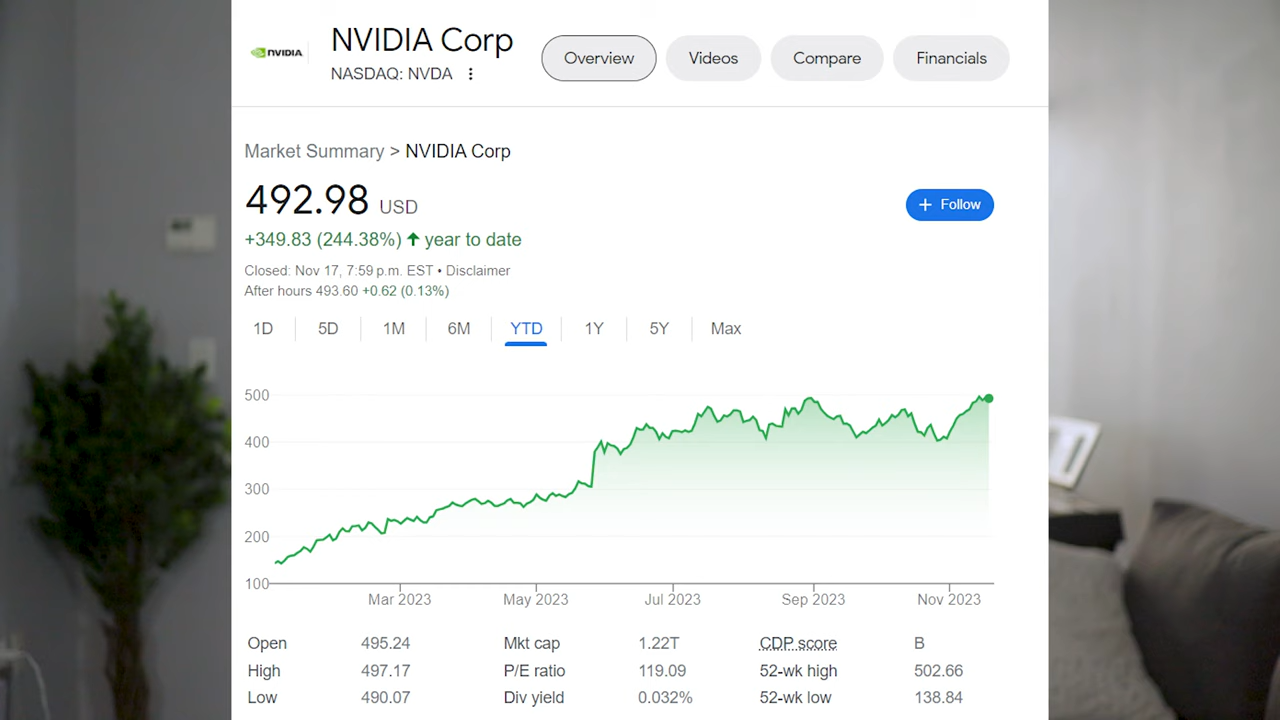 NVIDIA
NVIDIA Corp
NASDAQ: NVDA
Overview
Videos
Compare
Financials
Market Summary > NVIDIA Corp
492.98 USD
+ Follow
+349.83 (244.38%) ↑ year to date
Closed: Nov 17, 7:59 p.m. EST • Disclaimer
After hours 493.60 +0.62 (0.13%)
1D 5D 1M 6M YTD 1Y 5Y Max
500
400
300
200
100
Mar 2023 May 2023 Jul 2023 Sep 2023 Nov 2023
Open 495.24 Mkt cap 1.22T CDP score B
High 497.17 P/E ratio 119.09 52-wk high 502.66
Low 490.07 Div yield 0.032% 52-wk low 138.84